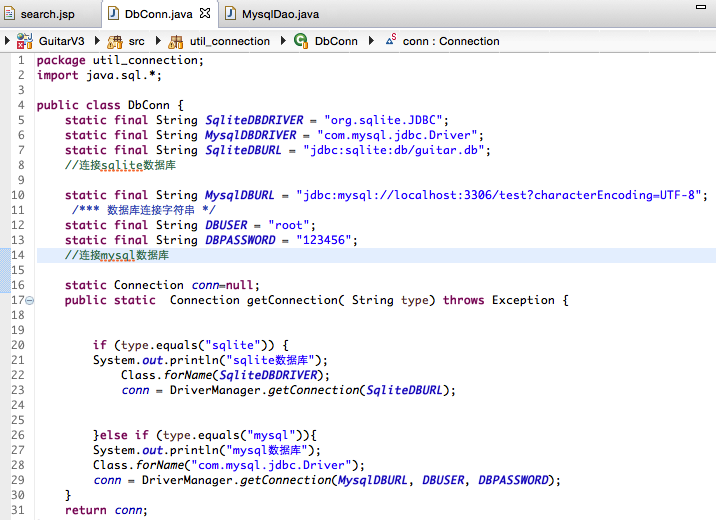 search.jsp DbConn.java MysqlDao.java
GuitarV3 src util_connection DbConn conn : Connection
1 package util_connection;
2 import java.sql.*;
3
4 public class DbConn {
5 static final String SqliteDBDRIVER = "org.sqlite.JDBC";
6 static final String MysqlDBDRIVER = "com.mysql.jdbc.Driver";
7 static final String SqliteDBURL = "jdbc:sqlite:db/guitar.db";
8 //连接sqlite数据库
9
10 static final String MysqlDBURL = "jdbc:mysql://localhost:3306/test?characterEncoding=UTF-8";
11 /*** 数据库连接字符串 */
12 static final String DBUSER = "root";
13 static final String DBPASSWORD = "123456";
14 //连接mysql数据库
15
16 static Connection conn=null;
17 public static  Connection getConnection( String type) throws Exception {
18
19
20 if (type.equals("sqlite")) {
21 System.out.println("sqlite数据库");
22 Class.forName(SqliteDBDRIVER);
23 conn = DriverManager.getConnection(SqliteDBURL);
24
25
26 }else if (type.equals("mysql")){
27 System.out.println("mysql数据库");
28 Class.forName("com.mysql.jdbc.Driver");
29 conn = DriverManager.getConnection(MysqlDBURL, DBUSER, DBPASSWORD);
30 }
31 return conn;